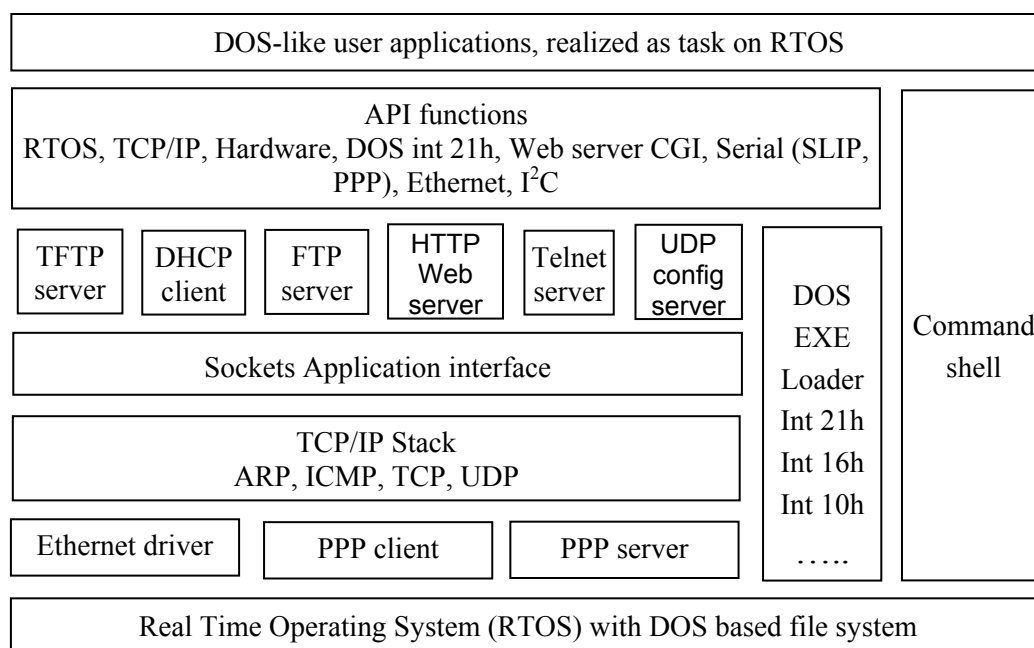 DOS-like user applications, realized as task on RTOS
API functions
RTOS, TCP/IP, Hardware, DOS int 21h, Web server CGI, Serial (SLIP,
PPP), Ethernet, I²C
TFTP
server
DHCP
client
FTP
server
HTTP
Web
server
Telnet
server
UDP
config
server
Sockets Application interface
TCP/IP Stack
ARP, ICMP, TCP, UDP
Ethernet driver
PPP client
PPP server
DOS
EXE
Loader
Int 21h
Int 16h
Int 10h
…..
Command
shell
Real Time Operating System (RTOS) with DOS based file system